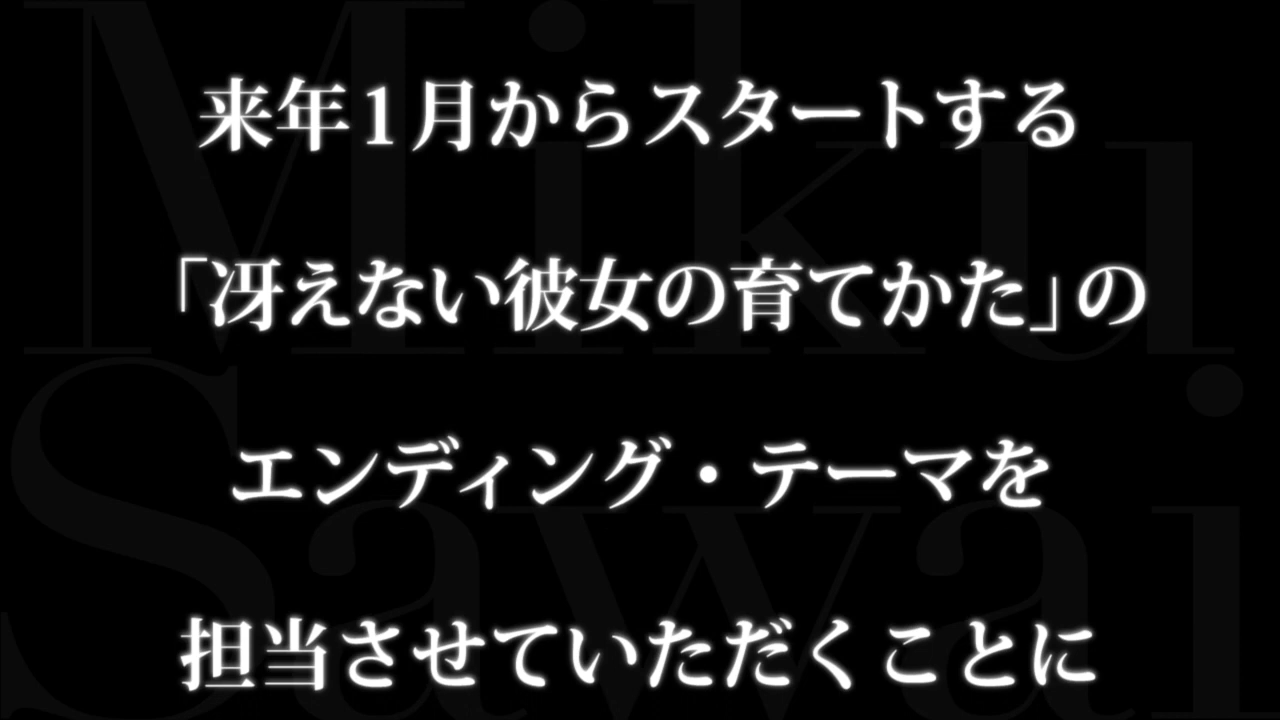 Miku
Sawai
来年1月からスタートする
「冴えない彼女の育てかた」の
エンディング・テーマを
担当させていただくことに